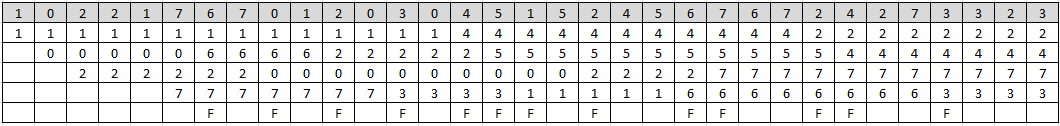 1 0 2 2 1 7 6 7 0 1 2 0 3 0 4 5 1 5 2 4 5 6 7 6 7 2 4 2 7 3 3 2 3
1 1 1 1 1 1 1 1 1 1 1 1 1 1 4 4 4 4 4 4 4 4 4 4 4 2 2 2 2 2 2 2 2
0 0 0 0 0 6 6 6 6 2 2 2 2 2 5 5 5 5 5 5 5 5 5 5 5 4 4 4 4 4 4 4
2 2 2 2 2 2 0 0 0 0 0 0 0 0 0 0 2 2 2 2 7 7 7 7 7 7 7 7 7 7 7
7 7 7 7 7 7 7 3 3 3 3 1 1 1 1 1 6 6 6 6 6 6 6 6 3 3 3 3
F F F F F F F F F F F F F